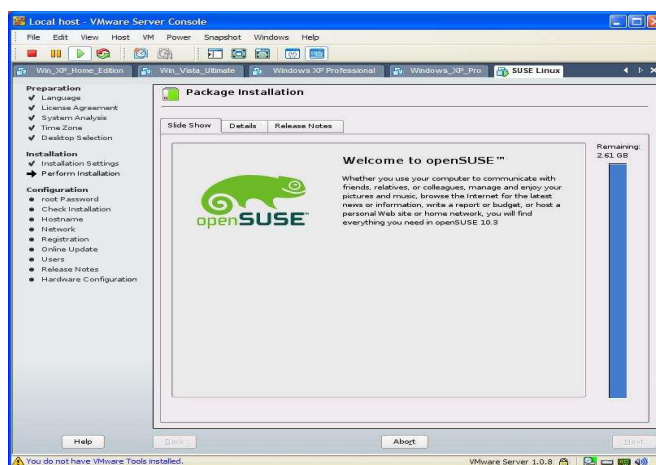 Local host - VMware Server Console
File Edit View Host VM Power Snapshot Windows Help
Win_XP_Home_Edition Win_Vista_Ultimate Windows XP Professional Windows_XP_Pro SUSE Linux
Preparation
Language
License Agreement
System Analysis
Time Zone
Desktop Selection
Installation
Installation Settings
Perform Installation
Configuration
root Password
Check Installation
Hostname
Network
Registration
Online Update
Users
Release Notes
Hardware Configuration
Package Installation
Slide Show Details Release Notes
openSUSE™
Welcome to openSUSE™
Whether you use your computer to communicate with
friends, relatives, or colleagues, manage and enjoy your
pictures and music, browse the Internet for the latest
news or information, write a report or budget, or host a
personal Web site or home network, you will find
everything you need in openSUSE 10.3
Remaining:
2.61 GB
Help Back Abort Next
You do not have VMware Tools installed.
VMware Server 1.0.8